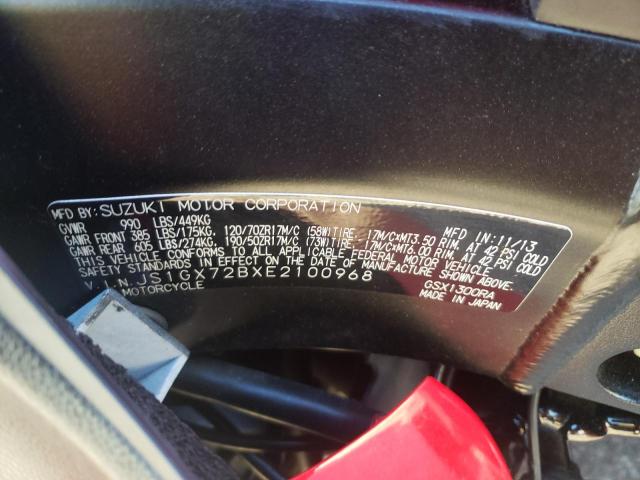 MFD BY: SUZUKI MOTOR CORPORATION MFD IN: 11/13
GVWR 990 LBS/449KG
GAWR FRONT 385 LBS/175KG, 120/70ZR17M/C (58W)TIRE, 17M/CxMT3.50 RIM, AT 42 PSI COLD
GAWR REAR 605 LBS/274KG, 190/50ZR17M/C (73W)TIRE, 17M/CxMT6.00 RIM, AT 42 PSI COLD
THIS VEHICLE CONFORMS TO ALL APPLICABLE FEDERAL MOTOR VEHICLE
SAFETY STANDARDS IN EFFECT ON THE DATE OF MANUFACTURE SHOWN ABOVE.
V.I.N. JS1GX72BXE2100968 GSX1300RA
MOTORCYCLE MADE IN JAPAN